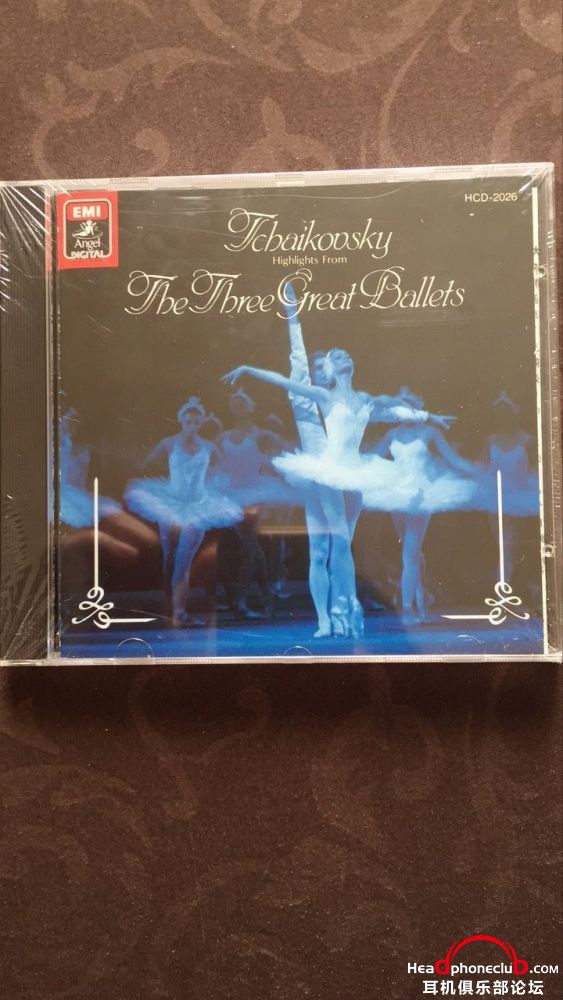 HCD-2026
EMI
Angel
DIGITAL
Tchaikovsky
Highlights From
The Three Great Ballets
HeadphoneclubD.com
耳机俱乐部论坛